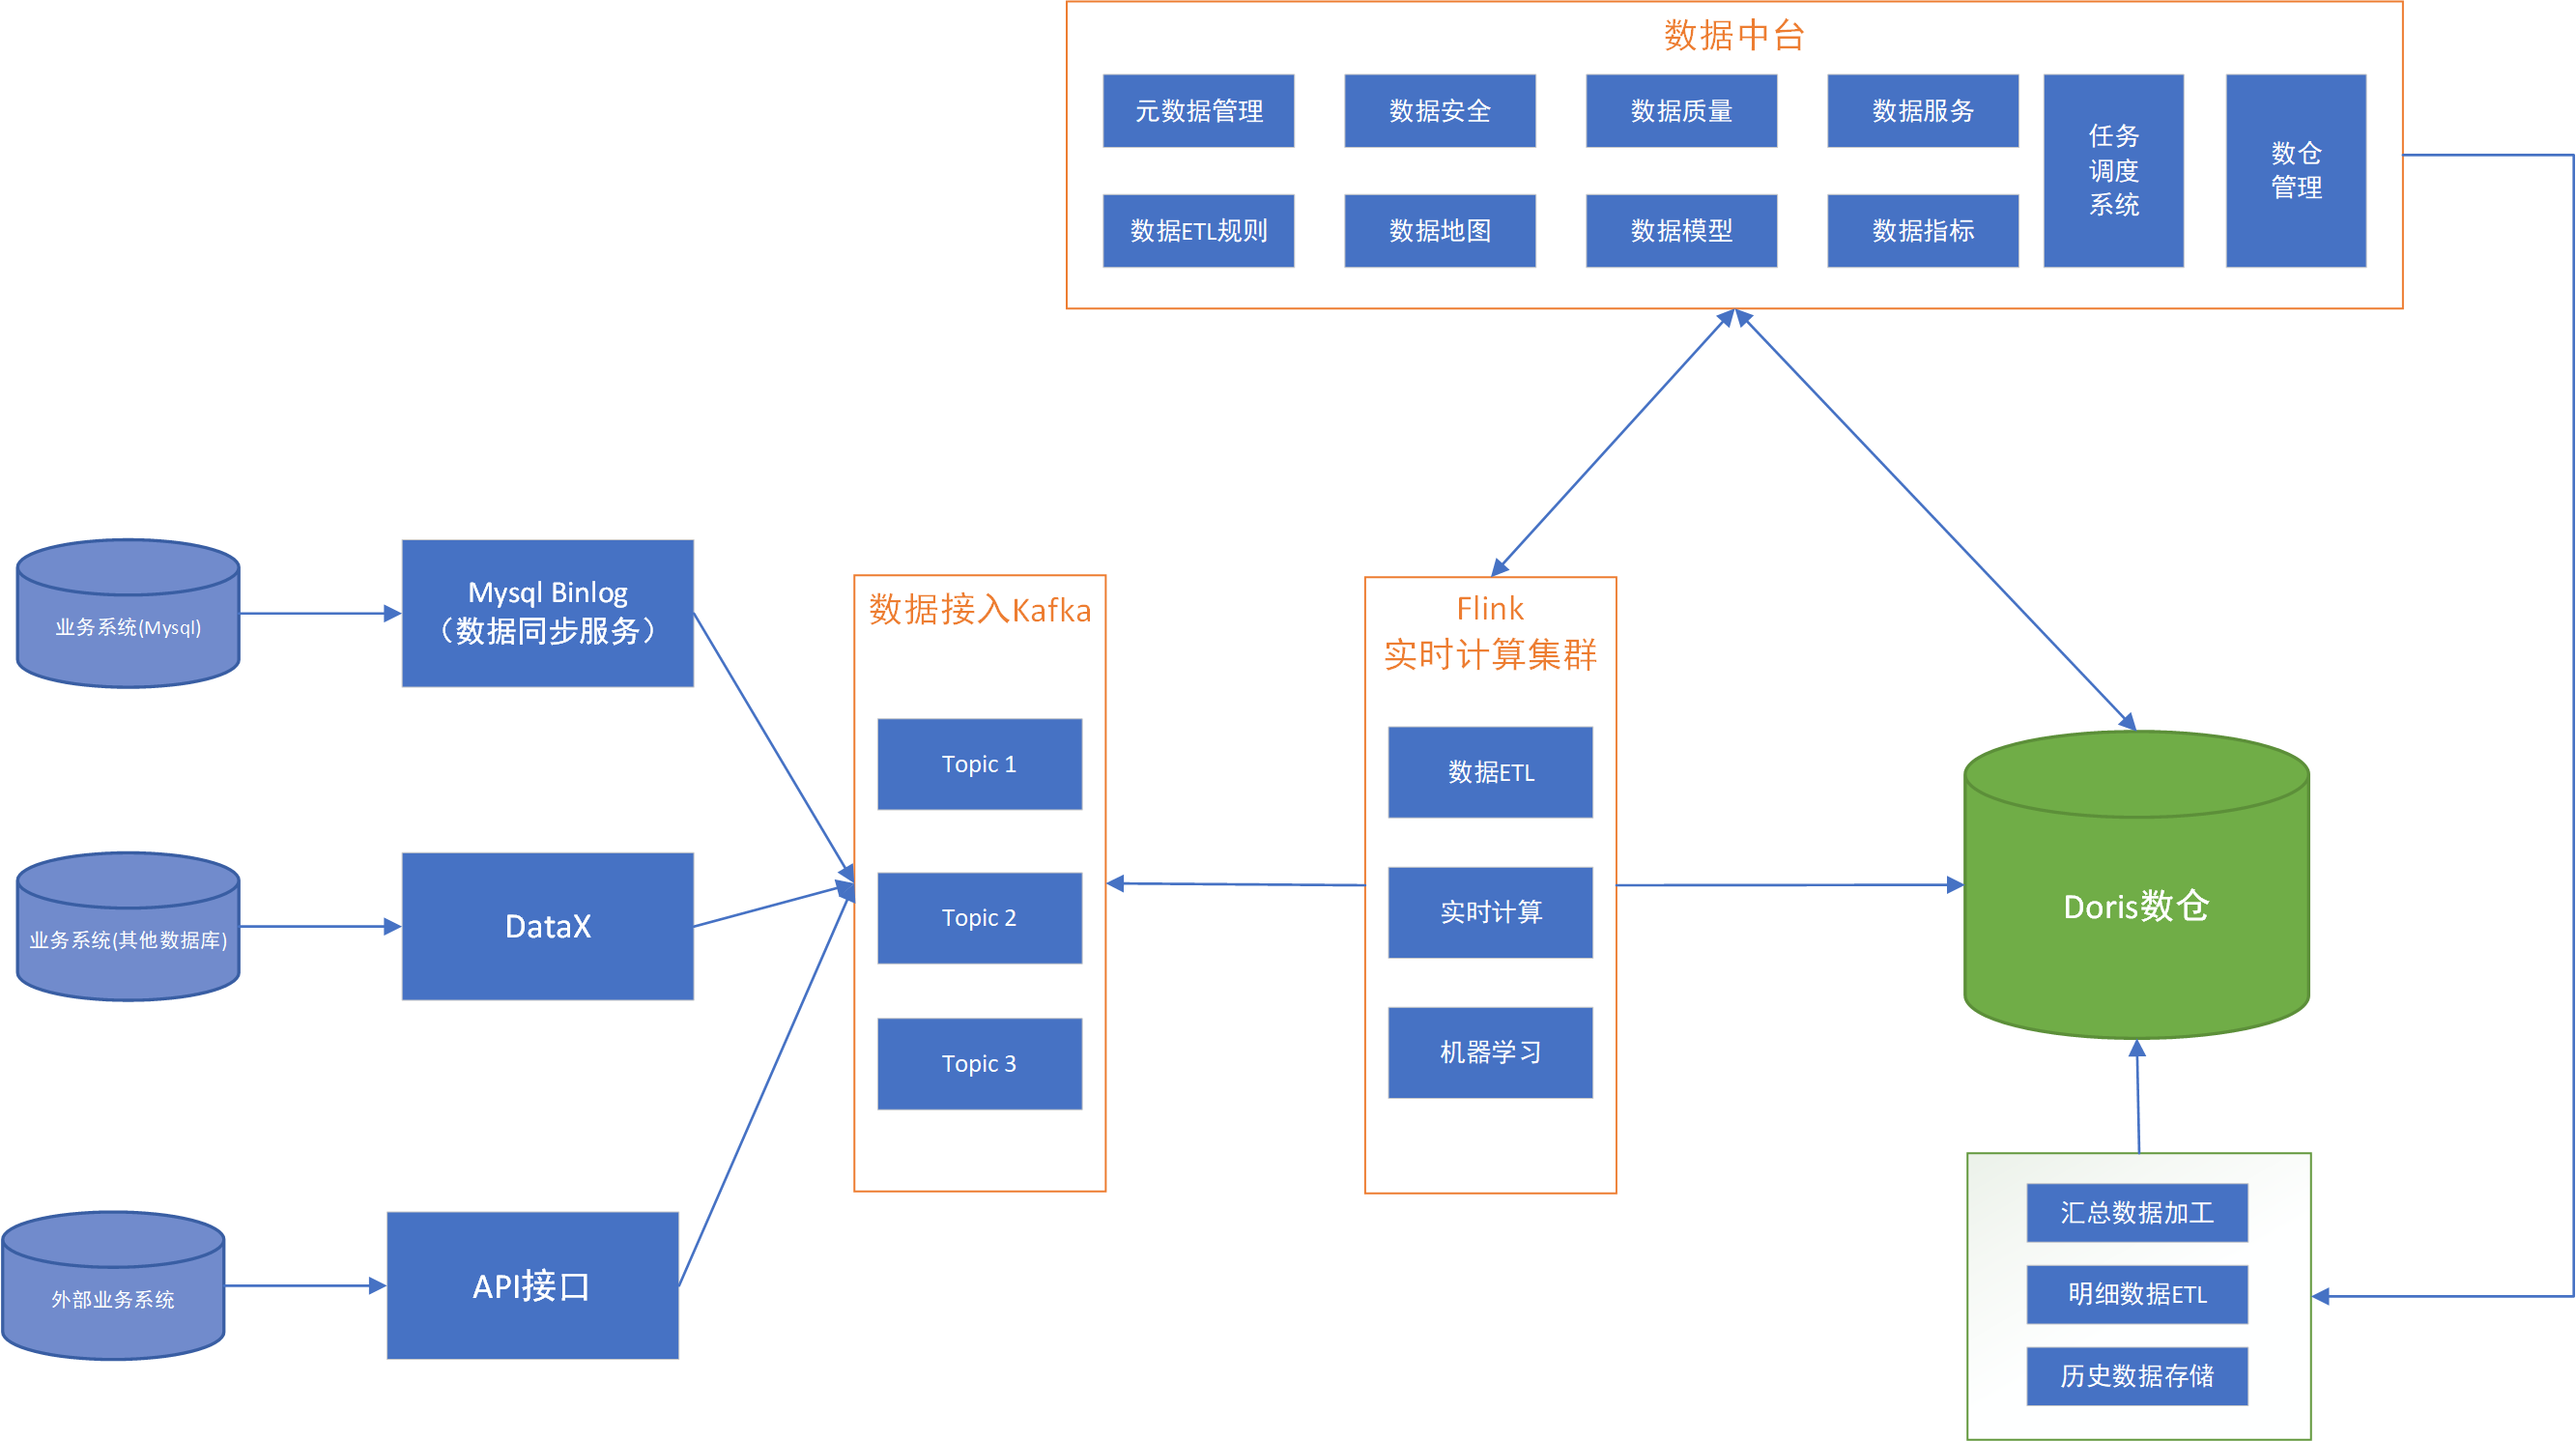 数据中台
元数据管理
数据安全
数据质量
数据服务
任务
调度
系统
数仓
管理
数据ETL规则
数据地图
数据模型
数据指标
业务系统(Mysql)
Mysql Binlog
（数据同步服务）
业务系统(其他数据库)
DataX
外部业务系统
API接口
数据接入Kafka
Topic 1
Topic 2
Topic 3
Flink
实时计算集群
数据ETL
实时计算
机器学习
Doris数仓
汇总数据加工
明细数据ETL
历史数据存储